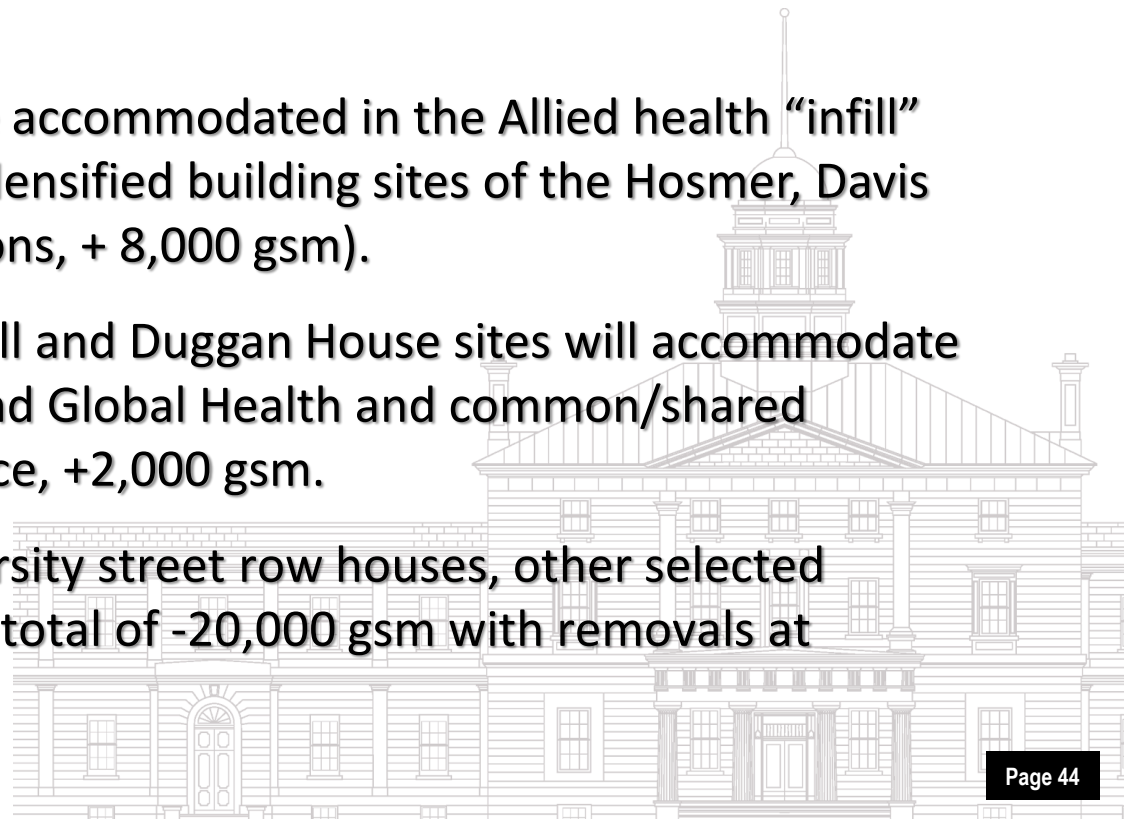 accommodated in the Allied health “infill”
densified building sites of the Hosmer, Davis
ons, + 8,000 gsm).
ll and Duggan House sites will accommodate
nd Global Health and common/shared
ce, +2,000 gsm.
rsity street row houses, other selected
total of -20,000 gsm with removals at
Page 44